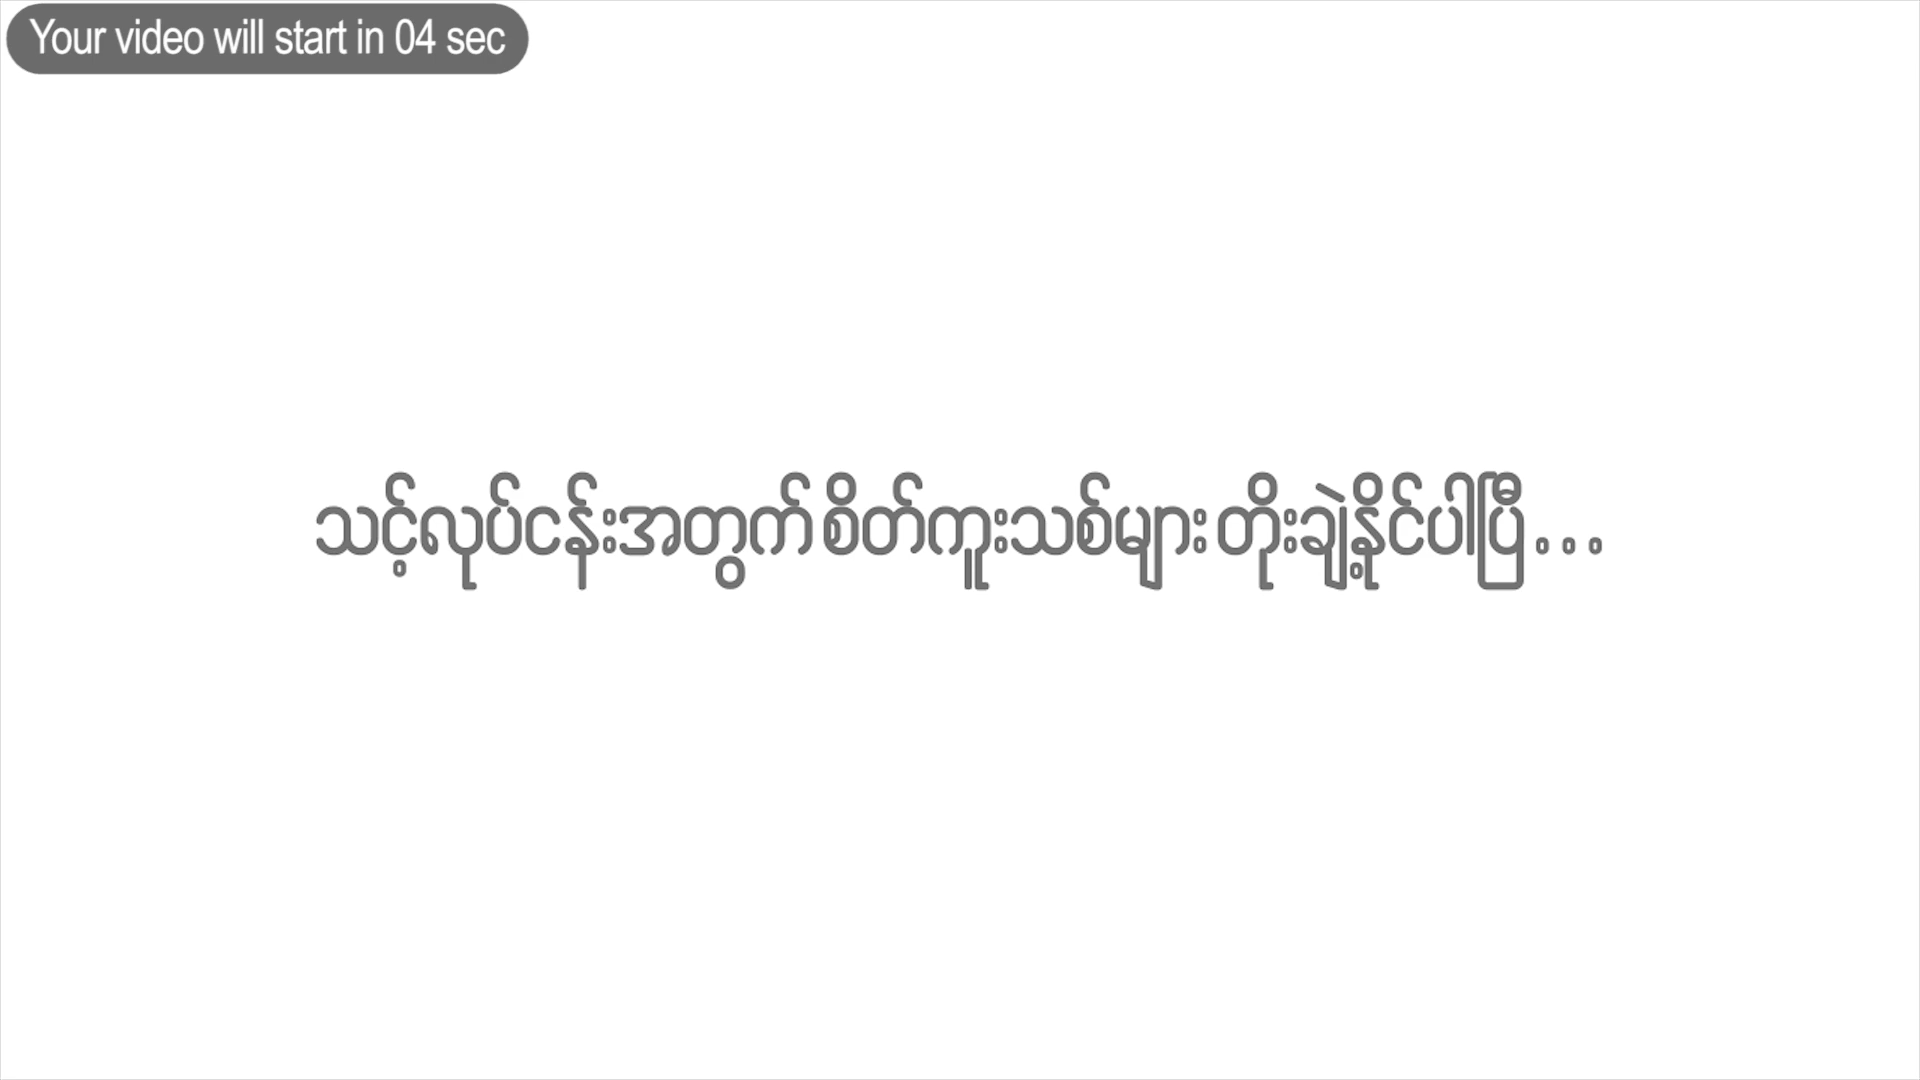 Your video will start in 04 sec
သင့်လုပ်ငန်းအတွက် စိတ်ကူးသစ်များ တိုးချဲ့နိုင်ပါပြီ...